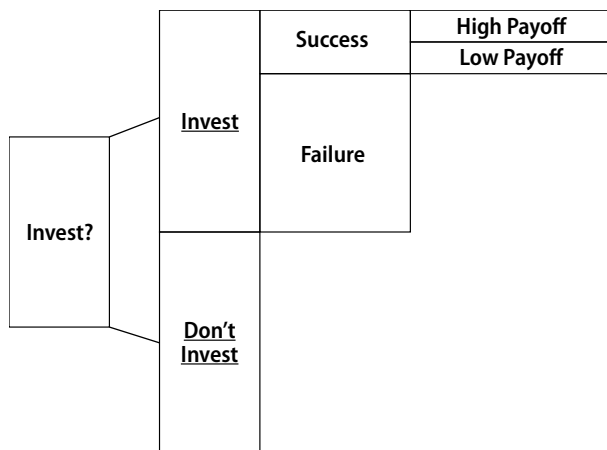 Invest?
Invest
Success
High Payoff
Low Payoff
Failure
Don't
Invest